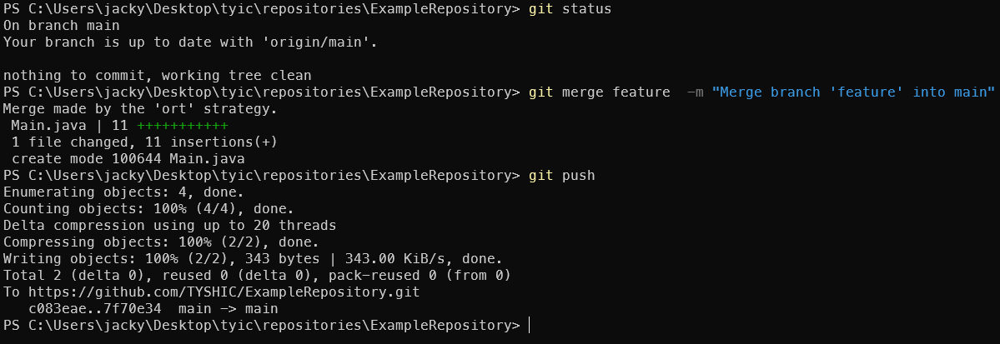 PS C:\Users\jacky\Desktop\tyic\repositories\ExampleRepository> git status
On branch main
Your branch is up to date with 'origin/main'.

nothing to commit, working tree clean
PS C:\Users\jacky\Desktop\tyic\repositories\ExampleRepository> git merge feature  -m "Merge branch 'feature' into main"
Merge made by the 'ort' strategy.
 Main.java | 11 +++++++++++
 1 file changed, 11 insertions(+)
 create mode 100644 Main.java
PS C:\Users\jacky\Desktop\tyic\repositories\ExampleRepository> git push
Enumerating objects: 4, done.
Counting objects: 100% (4/4), done.
Delta compression using up to 20 threads
Compressing objects: 100% (2/2), done.
Writing objects: 100% (2/2), 343 bytes | 343.00 KiB/s, done.
Total 2 (delta 0), reused 0 (delta 0), pack-reused 0 (from 0)
To https://github.com/TYSHIC/ExampleRepository.git
   c083eae..7f70e34  main -> main
PS C:\Users\jacky\Desktop\tyic\repositories\ExampleRepository>